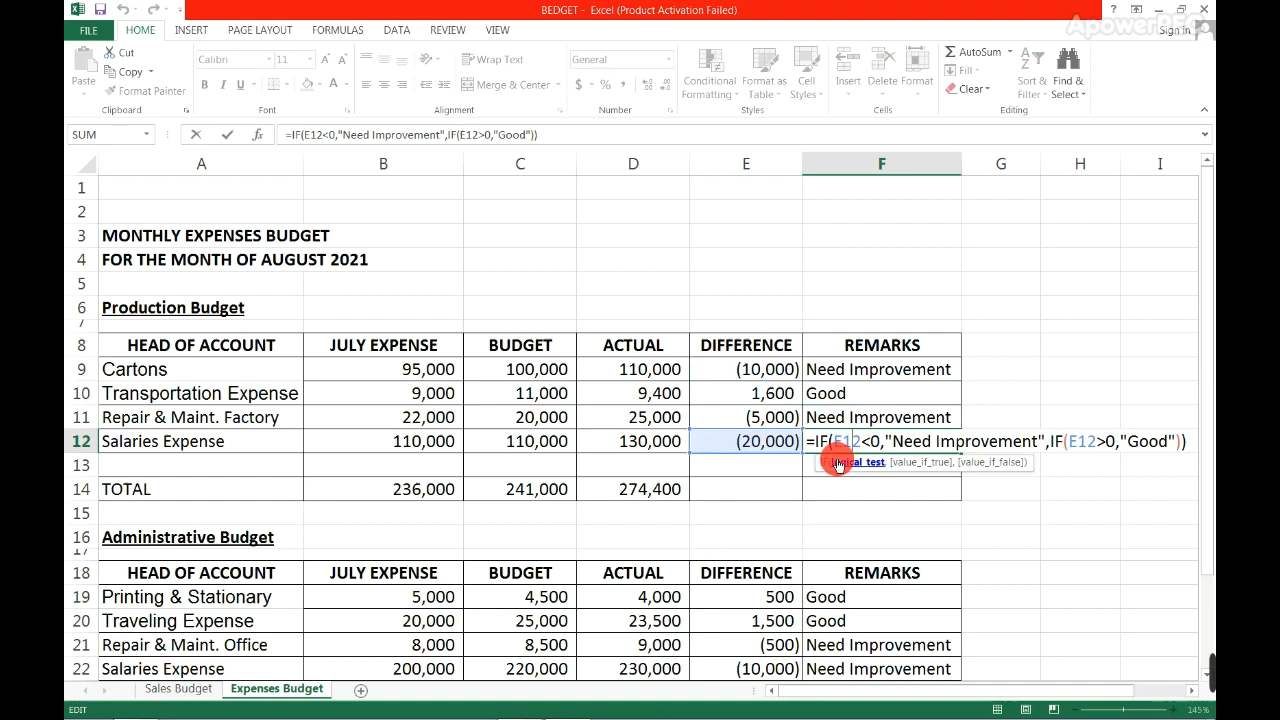 BEDGET - Excel (Product Activation Failed)
ApowerREC
Sign in
FILE HOME INSERT PAGE LAYOUT FORMULAS DATA REVIEW VIEW
Cut
Copy
Format Painter
Paste
Clipboard
Calibri 11
B I U A
Font
Wrap Text
Merge & Center
Alignment
General
$ % ,
Number
Conditional Formatting
Format as Table
Cell Styles
Styles
Insert Delete Format
Cells
AutoSum
Fill
Clear
Sort & Filter
Find & Select
Editing
SUM fx =IF(E12<0,"Need Improvement",IF(E12>0,"Good"))
A B C D E F G H I
1
2
3 MONTHLY EXPENSES BUDGET
4 FOR THE MONTH OF AUGUST 2021
5
6 Production Budget
7
8 HEAD OF ACCOUNT JULY EXPENSE BUDGET ACTUAL DIFFERENCE REMARKS
9 Cartons 95,000 100,000 110,000 (10,000) Need Improvement
10 Transportation Expense 9,000 11,000 9,400 1,600 Good
11 Repair & Maint. Factory 22,000 20,000 25,000 (5,000) Need Improvement
12 Salaries Expense 110,000 110,000 130,000 (20,000) =IF(E12<0,"Need Improvement",IF(E12>0,"Good"))
13 [value_if_true], [value_if_false])
14 TOTAL 236,000 241,000 274,400
15
16 Administrative Budget
17
18 HEAD OF ACCOUNT JULY EXPENSE BUDGET ACTUAL DIFFERENCE REMARKS
19 Printing & Stationary 5,000 4,500 4,000 500 Good
20 Traveling Expense 20,000 25,000 23,500 1,500 Good
21 Repair & Maint. Office 8,000 8,500 9,000 (500) Need Improvement
22 Salaries Expense 200,000 220,000 230,000 (10,000) Need Improvement
Sales Budget Expenses Budget
EDIT 145%